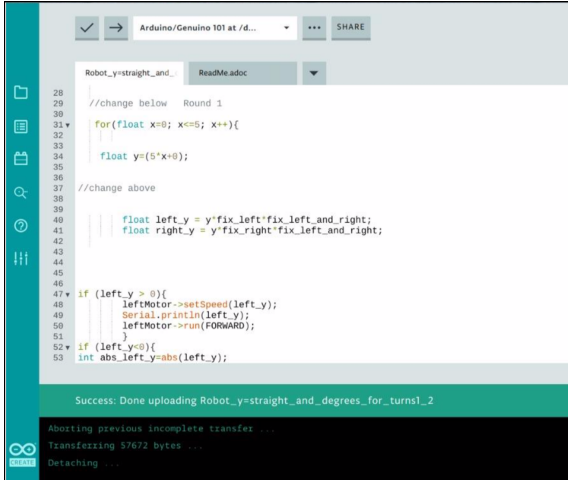 Arduino/Genuino 101 at /d...
SHARE
Robot_y=straight_and_
ReadMe.adoc
28
29 //change below Round 1
30
31 for(float x=0; x<=5; x++){
32
33
34 float y=(5*x+0);
35
36
37 //change above
38
39
40 float left_y = y*fix_left*fix_left_and_right;
41 float right_y = y*fix_right*fix_left_and_right;
42
43
44
45
46
47 if (left_y > 0){
48 leftMotor->setSpeed(left_y);
49 Serial.println(left_y);
50 leftMotor->run(FORWARD);
51 }
52 if (left_y<0){
53 int abs_left_y=abs(left_y);
Success: Done uploading Robot_y=straight_and_degrees_for_turns1_2
Aborting previous incomplete transfer ...
Transferring 57672 bytes ...
Detaching ...
CREATE